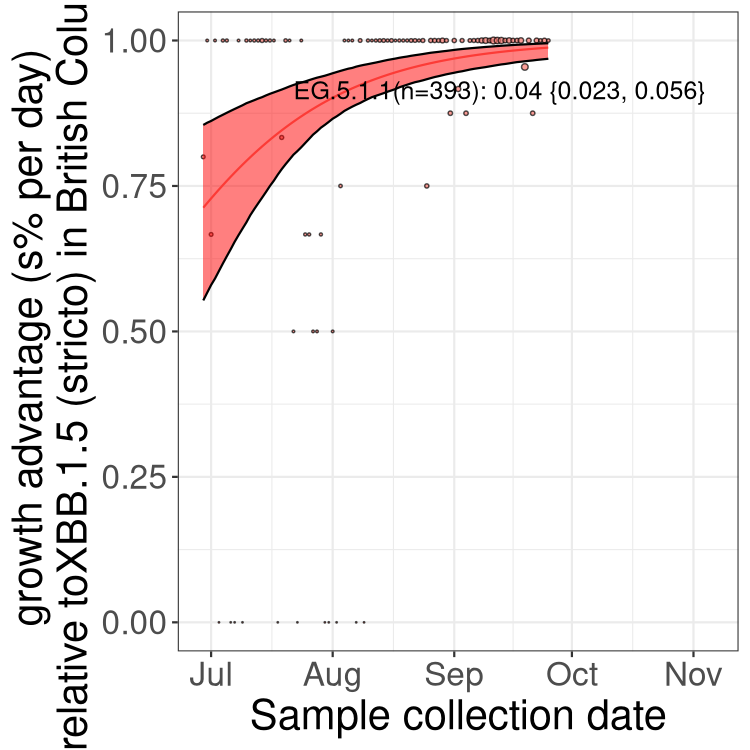 growth advantage (s% per day)
relative toXBB.1.5 (stricto) in British Colu
1.00
0.75
0.50
0.25
0.00
EG.5.1.1(n=393): 0.04 {0.023, 0.056}
Jul Aug Sep Oct Nov
Sample collection date